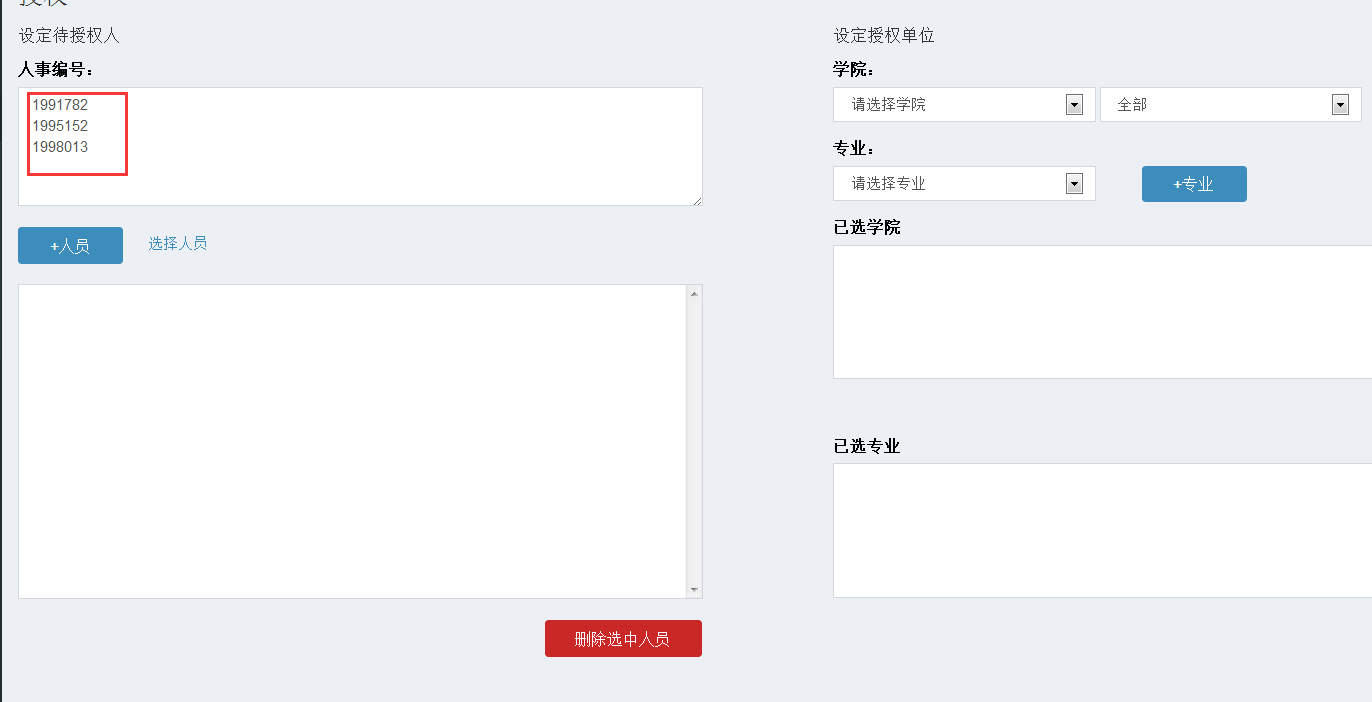 授权
设定待授权人
人事编号：
1991782
1995152
1998013
+人员
选择人员
删除选中人员
设定授权单位
学院：
请选择学院
全部
专业：
请选择专业
+专业
已选学院
已选专业